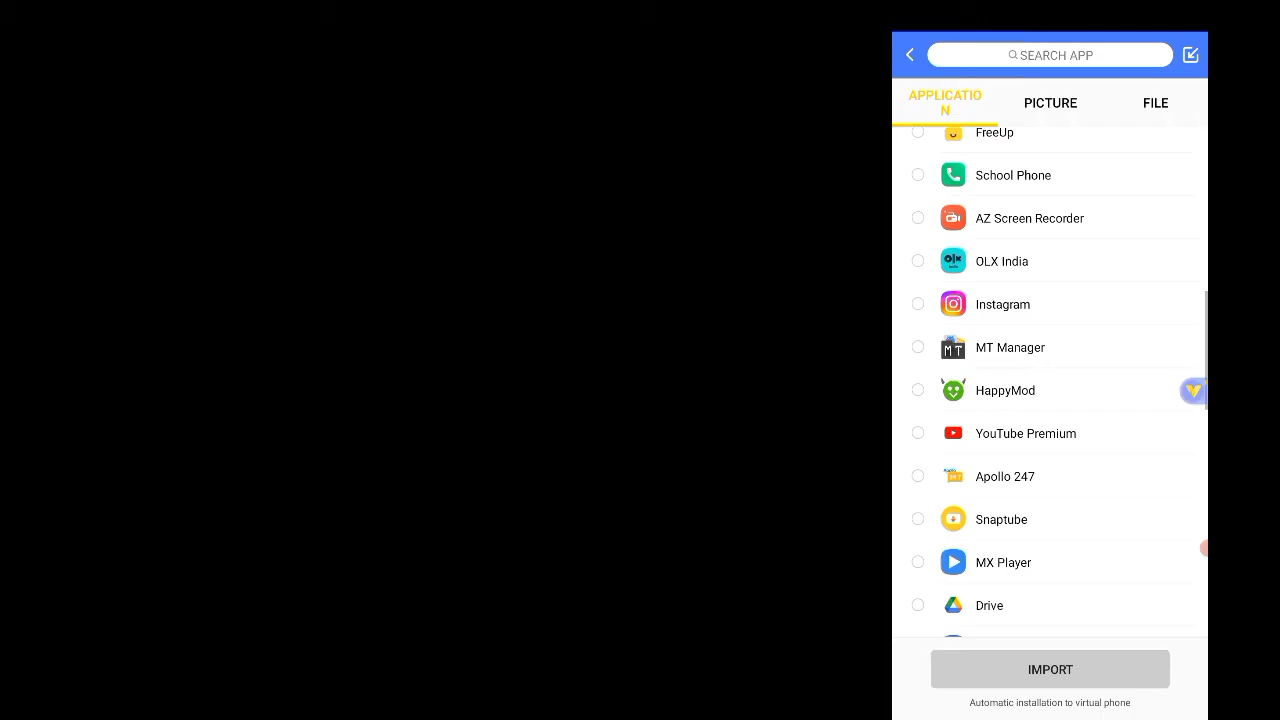 SEARCH APP
APPLICATIO
N
PICTURE
FILE
FreeUp
School Phone
AZ Screen Recorder
OLX India
Instagram
MT Manager
HappyMod
YouTube Premium
Apollo 247
Snaptube
MX Player
Drive
IMPORT
Automatic installation to virtual phone